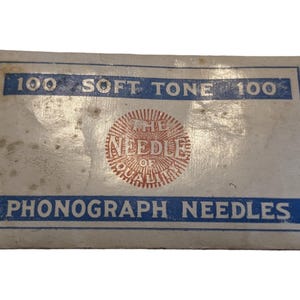 100 SOFT TONE 100
THE
NEEDLE
OF
QUALITY
PHONOGRAPH NEEDLES